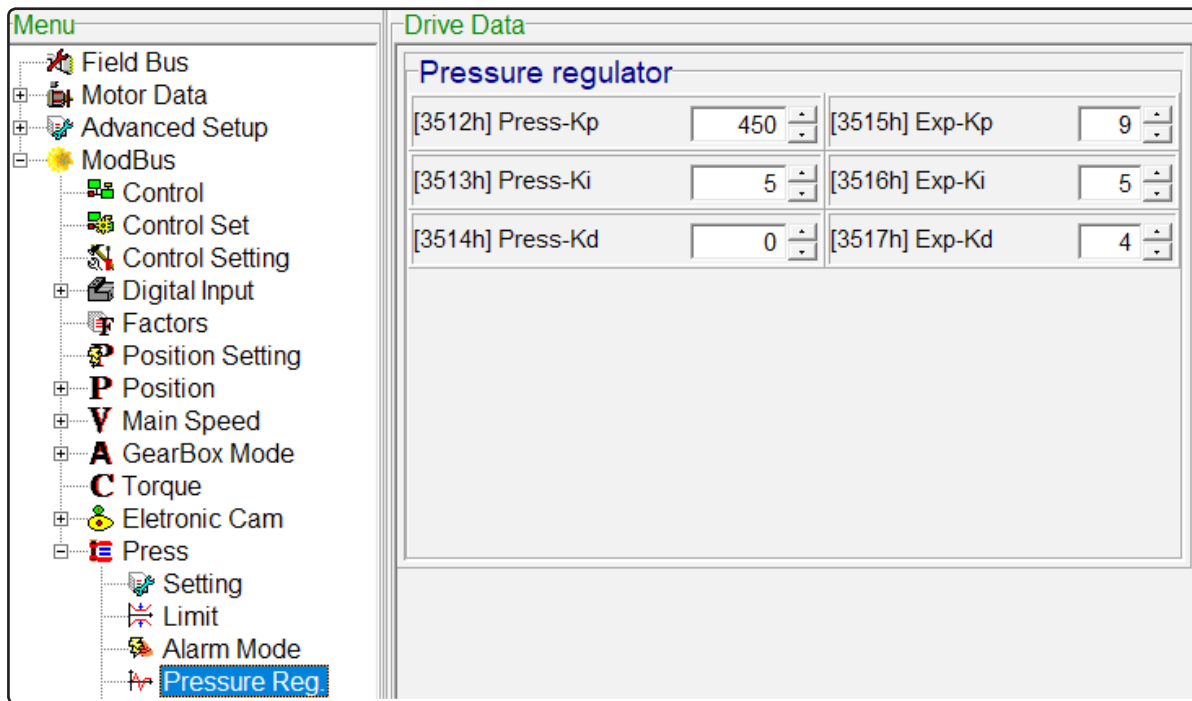 Menu
Field Bus
Motor Data
Advanced Setup
ModBus
Control
Control Set
Control Setting
Digital Input
Factors
Position Setting
Position
Main Speed
GearBox Mode
Torque
Eletronic Cam
Press
Setting
Limit
Alarm Mode
Pressure Reg.
Drive Data
Pressure regulator
[3512h] Press-Kp 450 [3515h] Exp-Kp 9
[3513h] Press-Ki 5 [3516h] Exp-Ki 5
[3514h] Press-Kd 0 [3517h] Exp-Kd 4